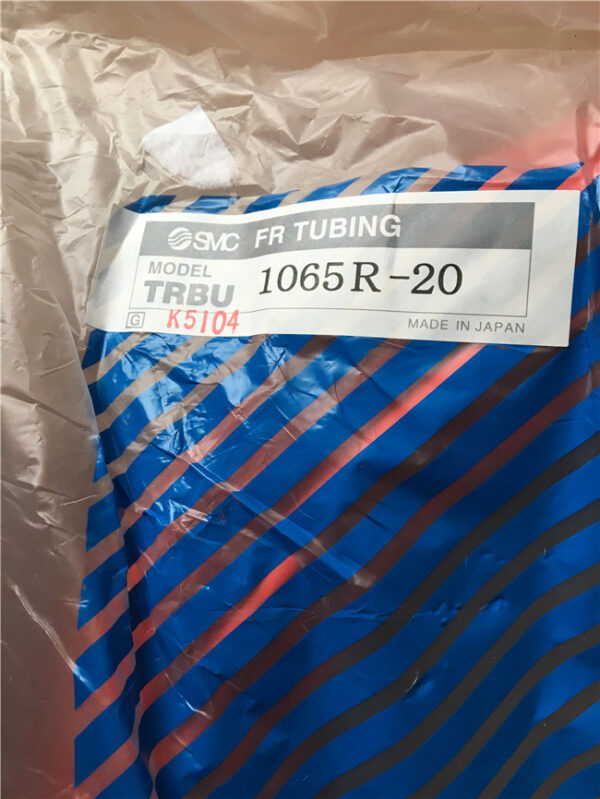 SMC FR TUBING
MODEL
TRBU 1065R-20
G K5104
MADE IN JAPAN